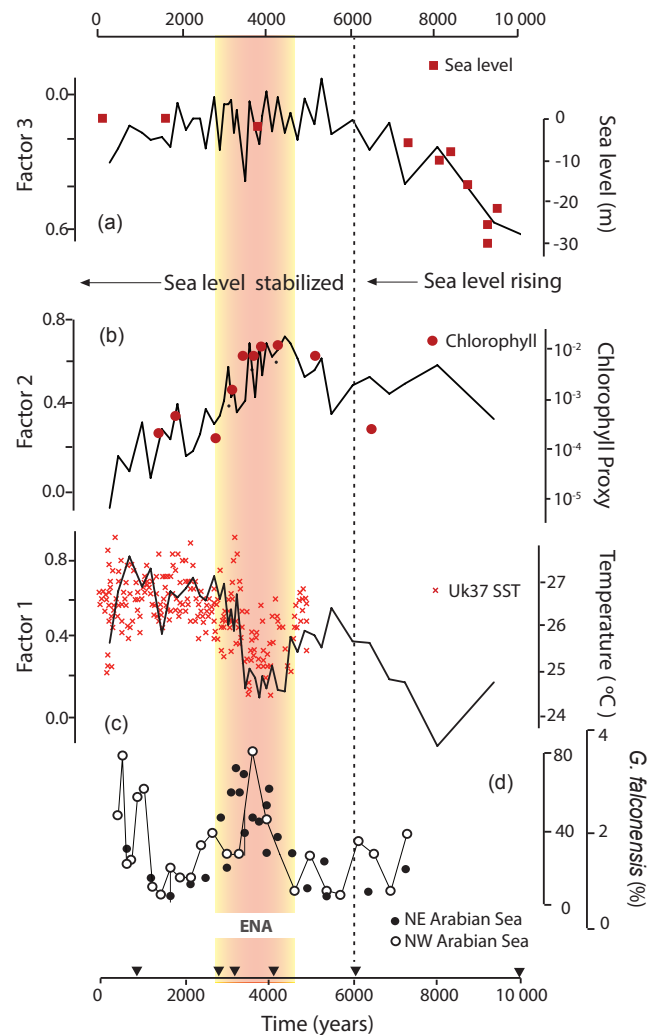 0 2000 4000 6000 8000 10 000
Sea level
0.0
0.6
Factor 3
0
-10
-20
-30
Sea level (m)
(a)
Sea level stabilized
Sea level rising
(b)
Chlorophyll
0.8
0.4
0.0
Factor 2
10-2
10-3
10-4
10-5
Chlorophyll Proxy
0.8
0.4
0.0
Factor 1
Uk37 SST
27
26
25
24
Temperature (ºC)
(c)
(d)
80
40
0
4
2
0
G. falconensis (%)
ENA
NE Arabian Sea
NW Arabian Sea
0 2000 4000 6000 8000 10 000
Time (years)